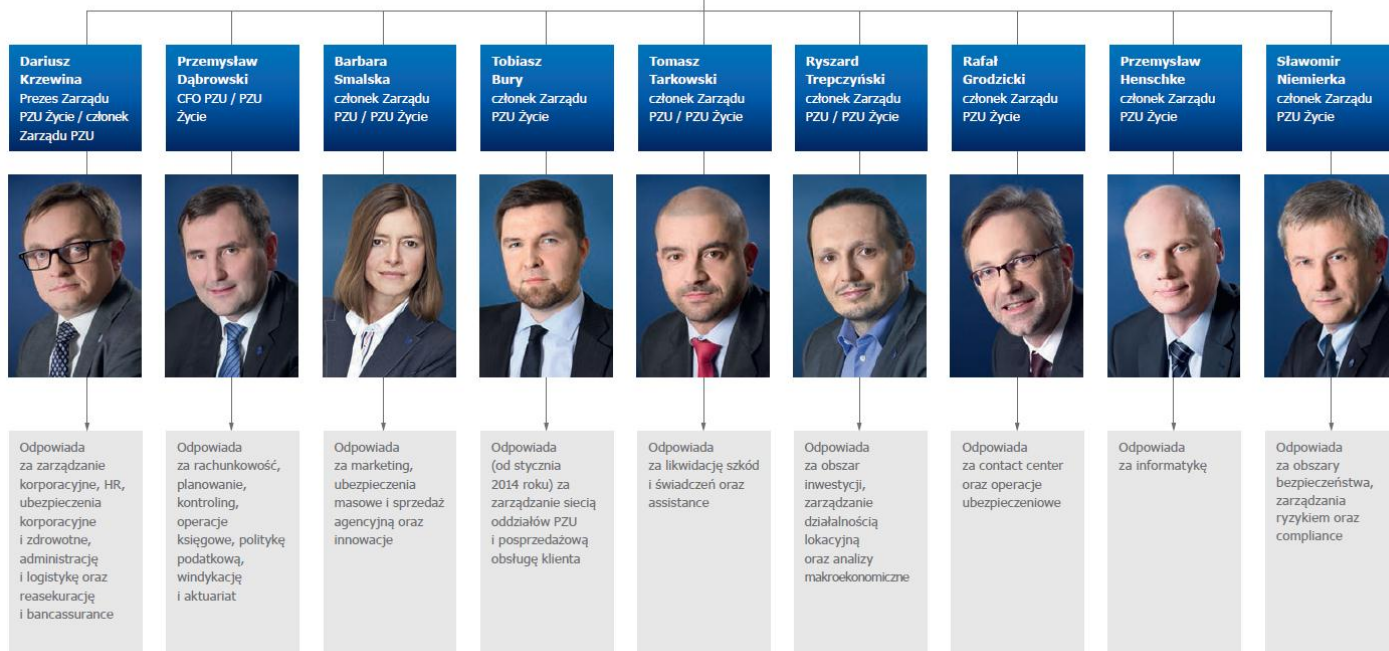 Dariusz
Krzewina
Prezes Zarządu
PZU Życie / członek
Zarządu PZU
Przemysław
Dąbrowski
CFO PZU / PZU
Życie
Barbara
Smalska
członek Zarządu
PZU / PZU Życie
Tobiasz
Bury
członek Zarządu
PZU Życie
Tomasz
Tarkowski
członek Zarządu
PZU / PZU Życie
Ryszard
Trepczyński
członek Zarządu
PZU / PZU Życie
Rafał
Grodzicki
członek Zarządu
PZU Życie
Przemysław
Henschke
członek Zarządu
PZU Życie
Sławomir
Niemierka
członek Zarządu
PZU Życie
Odpowiada
za zarządzanie
korporacyjne, HR,
ubezpieczenia
korporacyjne
i zdrowotne,
administrację
i logistykę oraz
reasekurację
i bancassurance
Odpowiada
za rachunkowość,
planowanie,
kontroling,
operacje
księgowe, politykę
podatkową,
windykację
i aktuariat
Odpowiada
za marketing,
ubezpieczenia
masowe i sprzedaż
agencyjną oraz
innowacje
Odpowiada
(od stycznia
2014 roku) za
zarządzanie siecią
oddziałów PZU
i posprzedażową
obsługę klienta
Odpowiada
za likwidację szkód
i świadczeń oraz
assistance
Odpowiada
za obszar
inwestycji,
zarządzanie
działalnością
lokacyjną
oraz analizy
makroekonomiczne
Odpowiada
za contact center
oraz operacje
ubezpieczeniowe
Odpowiada
za informatykę
Odpowiada
za obszary
bezpieczeństwa,
zarządzania
ryzykiem oraz
compliance